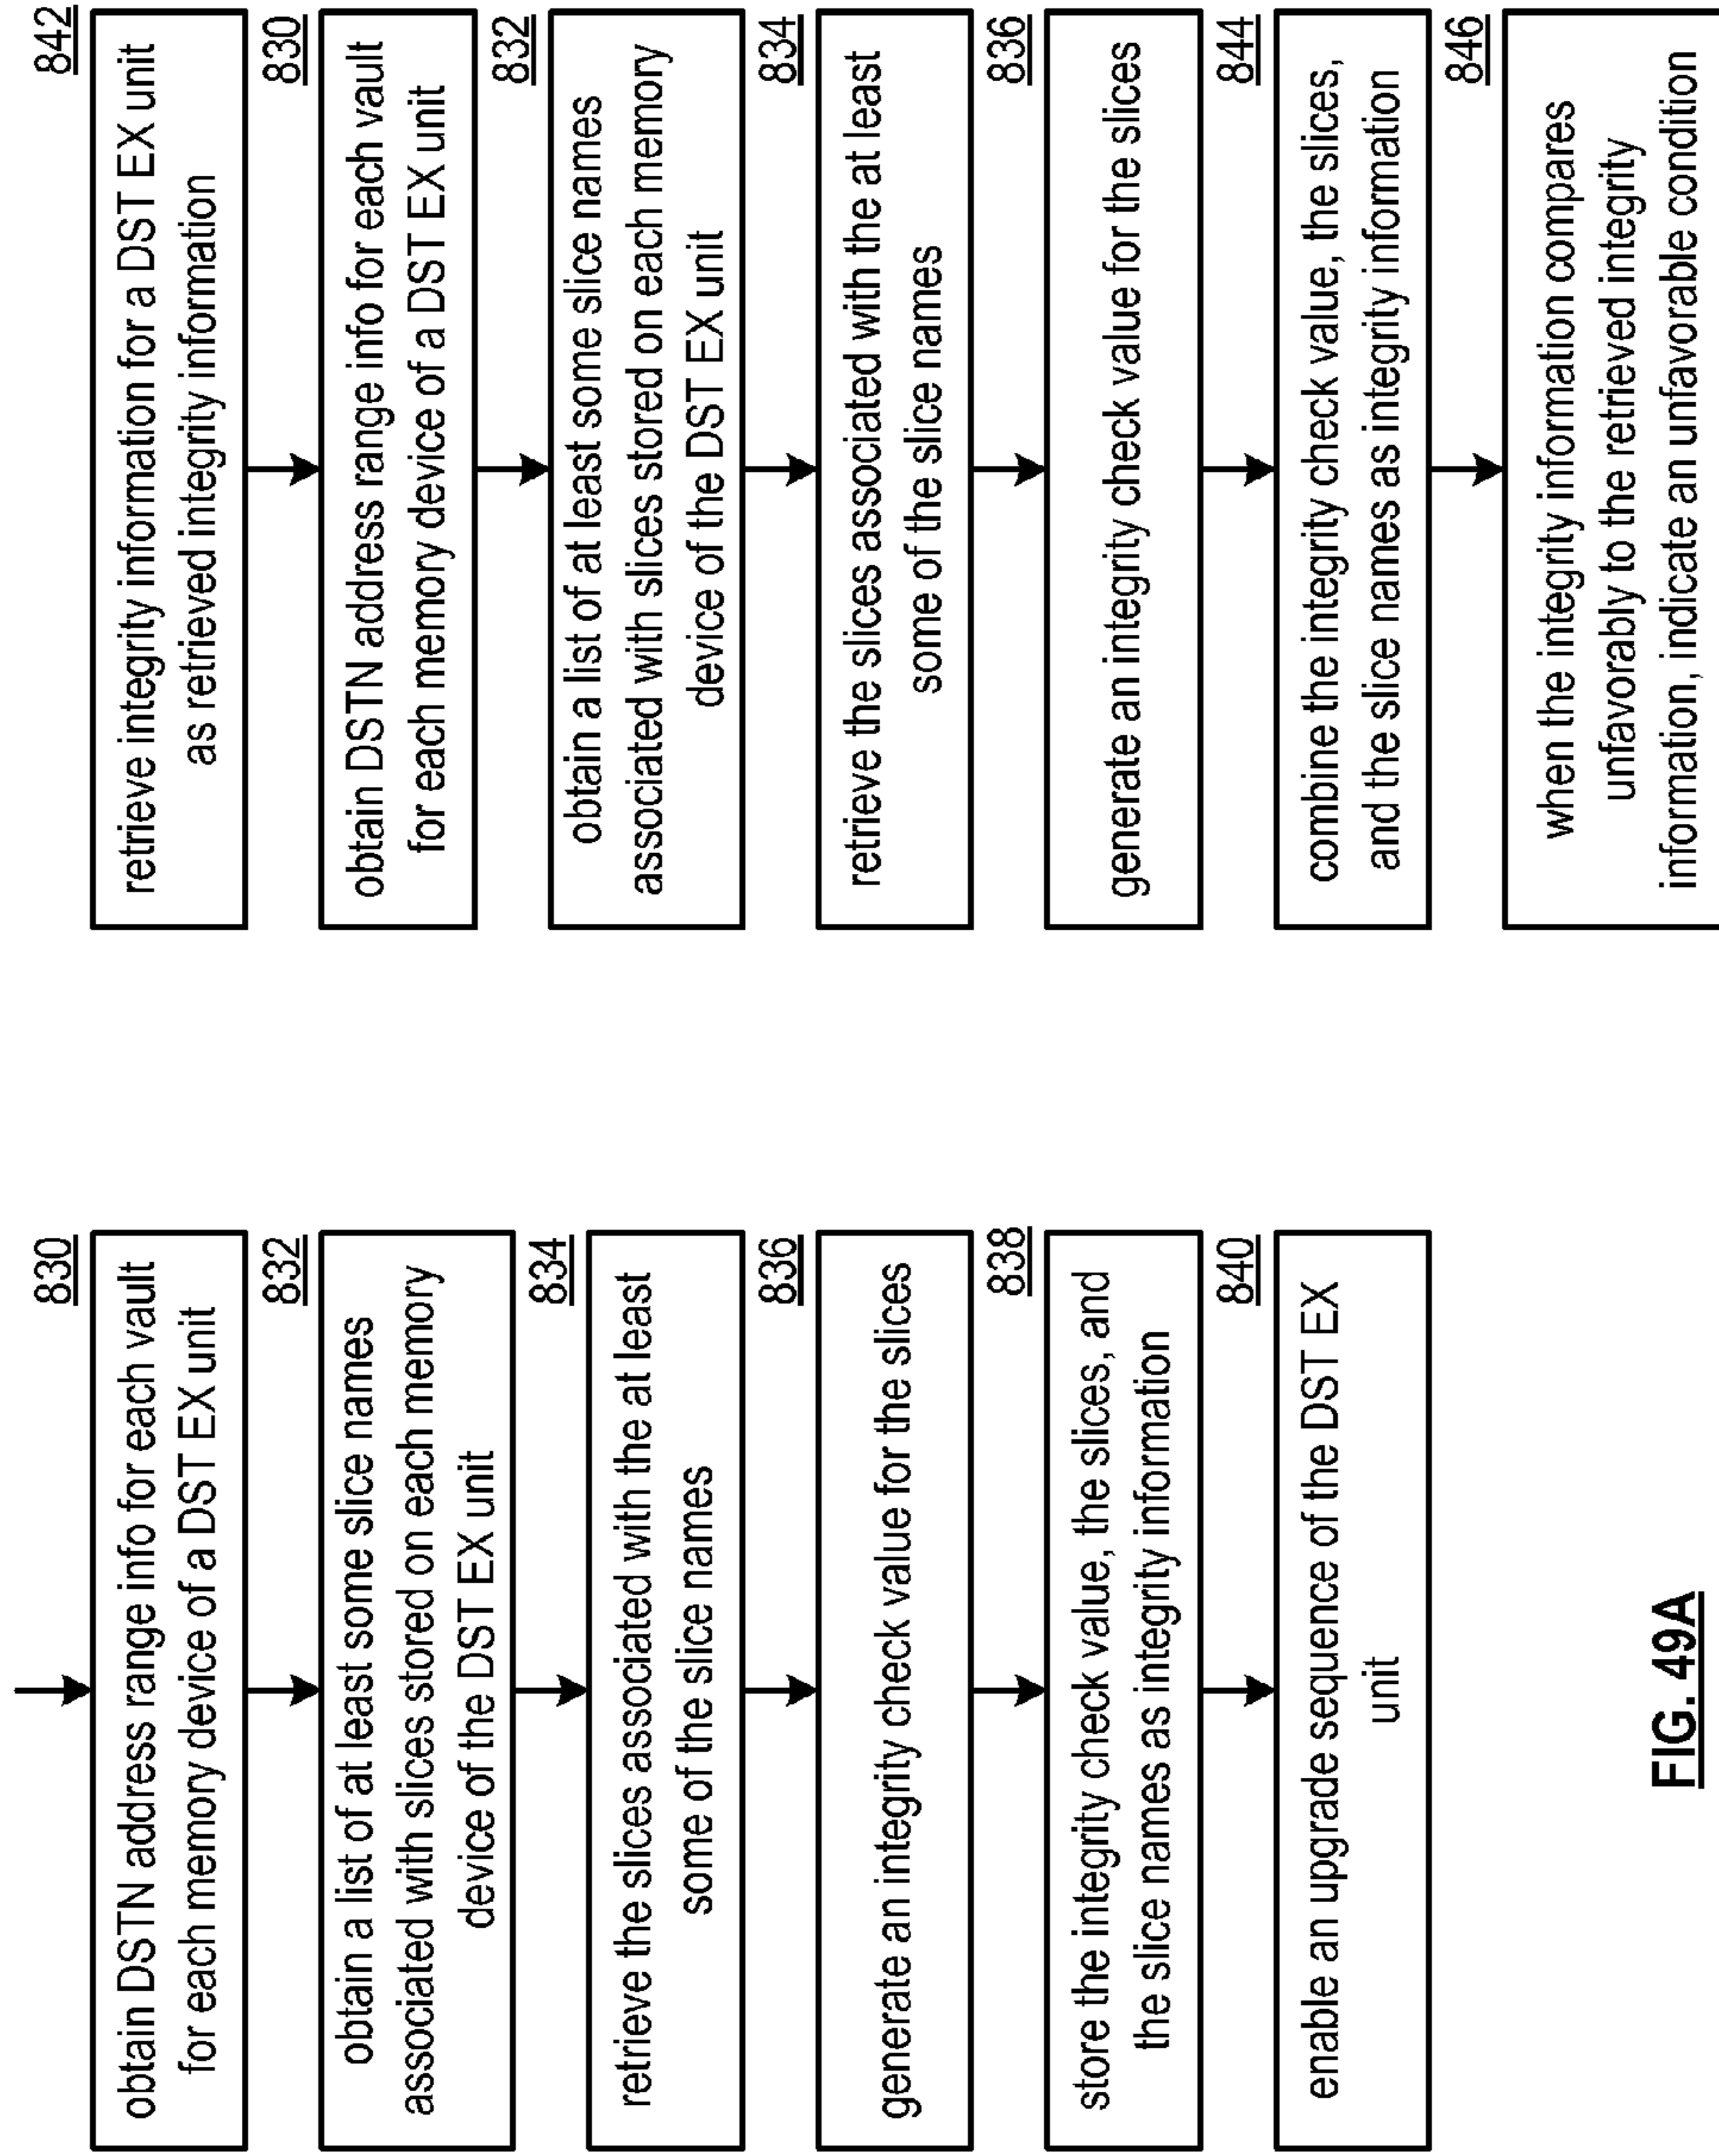 830
obtain DSTN address range info for each vault
for each memory device of a DST EX unit
832
obtain a list of at least some slice names
associated with slices stored on each memory
device of the DST EX unit
834
retrieve the slices associated with the at least
some of the slice names
836
generate an integrity check value for the slices
838
store the integrity check value, the slices, and
the slice names as integrity information
840
enable an upgrade sequence of the DST EX
unit
FIG. 49A
842
retrieve integrity information for a DST EX unit
as retrieved integrity information
830
obtain DSTN address range info for each vault
for each memory device of a DST EX unit
832
obtain a list of at least some slice names
associated with slices stored on each memory
device of the DST EX unit
834
retrieve the slices associated with the at least
some of the slice names
836
generate an integrity check value for the slices
844
combine the integrity check value, the slices,
and the slice names as integrity information
846
when the integrity information compares
unfavorably to the retrieved integrity
information, indicate an unfavorable condition